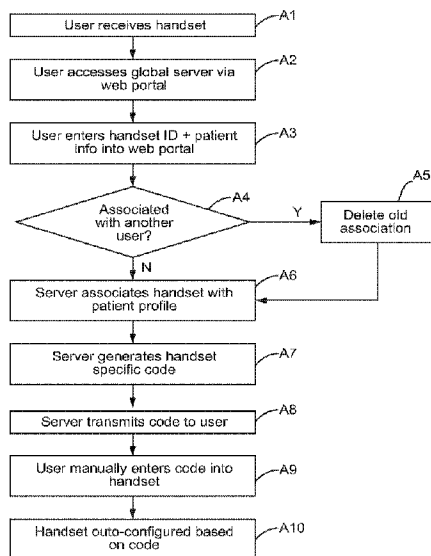 User receives handset
A1
User accesses global server via
web portal
A2
User enters handset ID + patient
info into web portal
A3
Associated
with another
user?
A4
Y
N
Delete old
association
A5
Server associates handset with
patient profile
A6
Server generates handset
specific code
A7
Server transmits code to user
A8
User manually enters code into
handset
A9
Handset outo-configured based
on code
A10